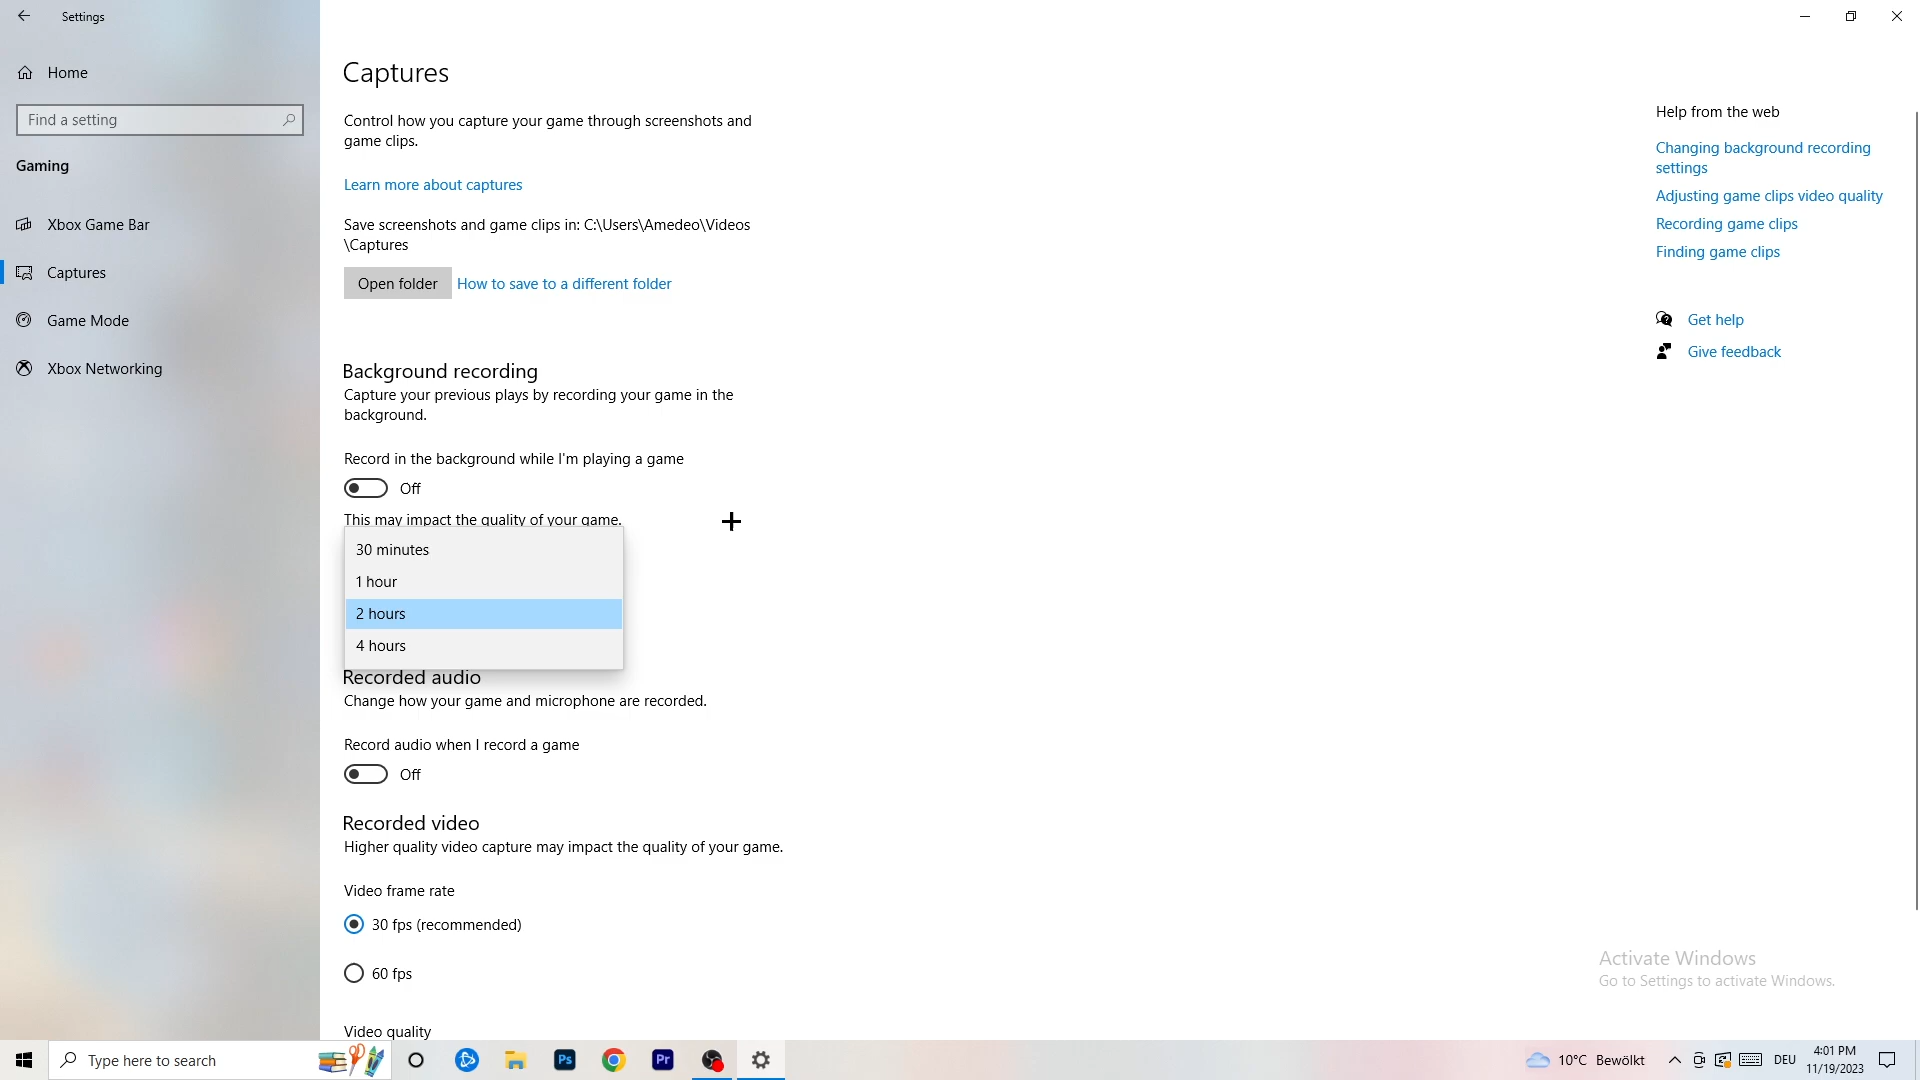 Settings
Home
Find a setting
Gaming
Xbox Game Bar
Captures
Game Mode
Xbox Networking
Captures
Control how you capture your game through screenshots and
game clips.
Learn more about captures
Save screenshots and game clips in: C:\Users\Amedeo\Videos
\Captures
Open folder
How to save to a different folder
Background recording
Capture your previous plays by recording your game in the
background.
Record in the background while I'm playing a game
Off
This may impact the quality of your game.
30 minutes
1 hour
2 hours
4 hours
Recorded audio
Change how your game and microphone are recorded.
Record audio when I record a game
Off
Recorded video
Higher quality video capture may impact the quality of your game.
Video frame rate
30 fps (recommended)
60 fps
Video quality
Help from the web
Changing background recording
settings
Adjusting game clips video quality
Recording game clips
Finding game clips
Get help
Give feedback
Activate Windows
Go to Settings to activate Windows.
Type here to search
Ps
Pr
10°C Bewölkt
DEU
4:01 PM
11/19/2023